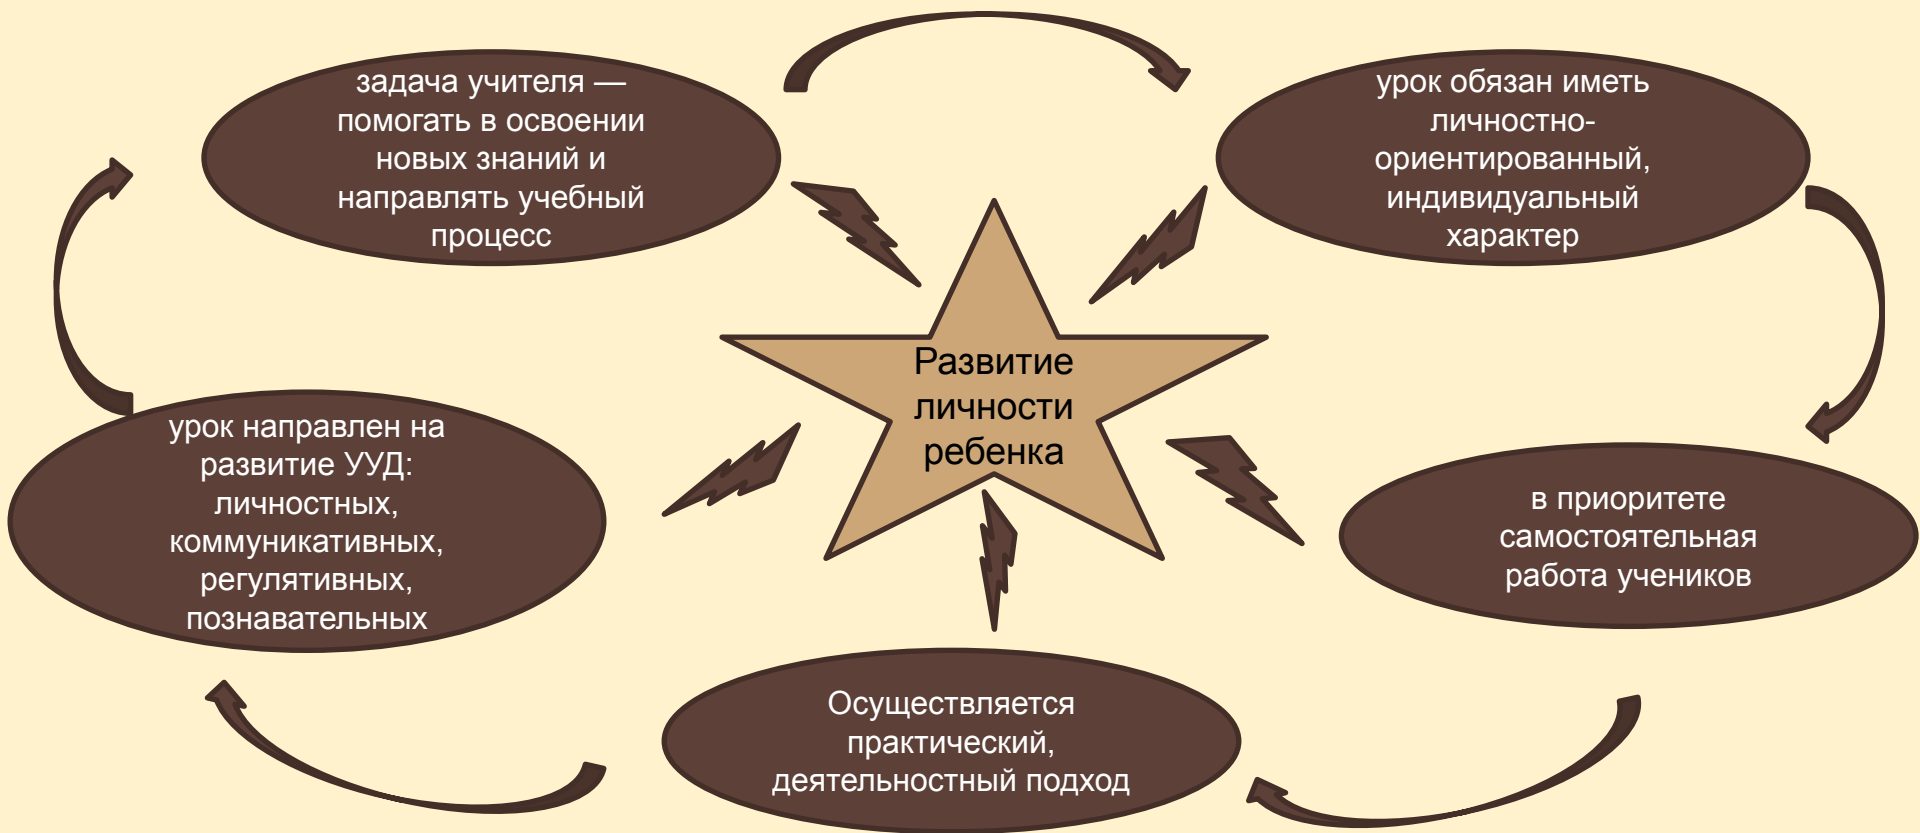 задача учителя —
помогать в освоении
новых знаний и
направлять учебный
процесс
урок обязан иметь
личностно-
ориентированный,
индивидуальный
характер
Развитие
личности
ребенка
урок направлен на
развитие УУД:
личностных,
коммуникативных,
регулятивных,
познавательных
в приоритете
самостоятельная
работа учеников
Осуществляется
практический,
деятельностный подход